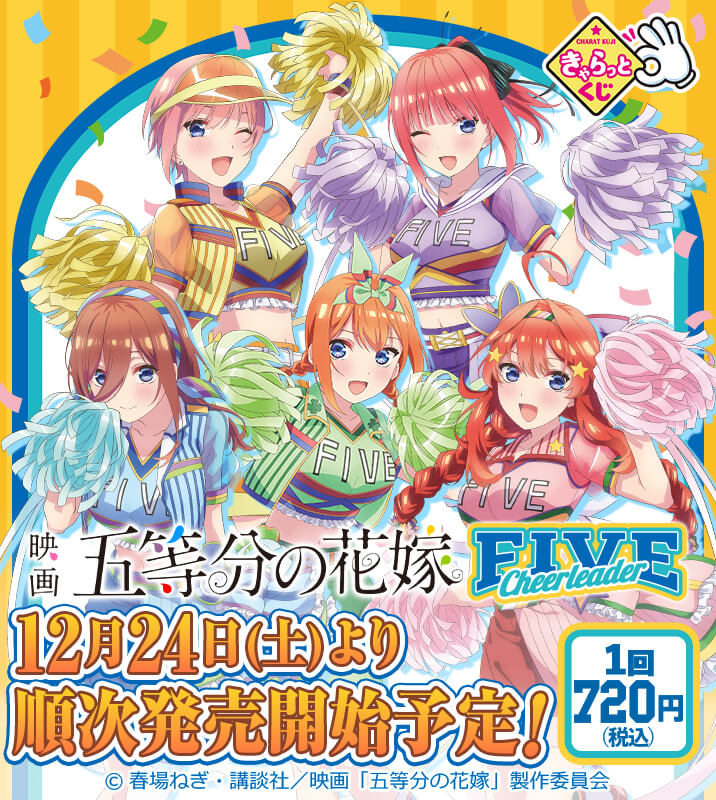 CHARAT KUJI
きゃらっと
くじ
FIVE
FIVE
FIVE
FIVE
FIVE
映画 五等分の花嫁
FIVE
Cheerleader
12月24日(土)より
順次発売開始予定!
1回
720円
(税込)
© 春場ねぎ・講談社／映画「五等分の花嫁」製作委員会